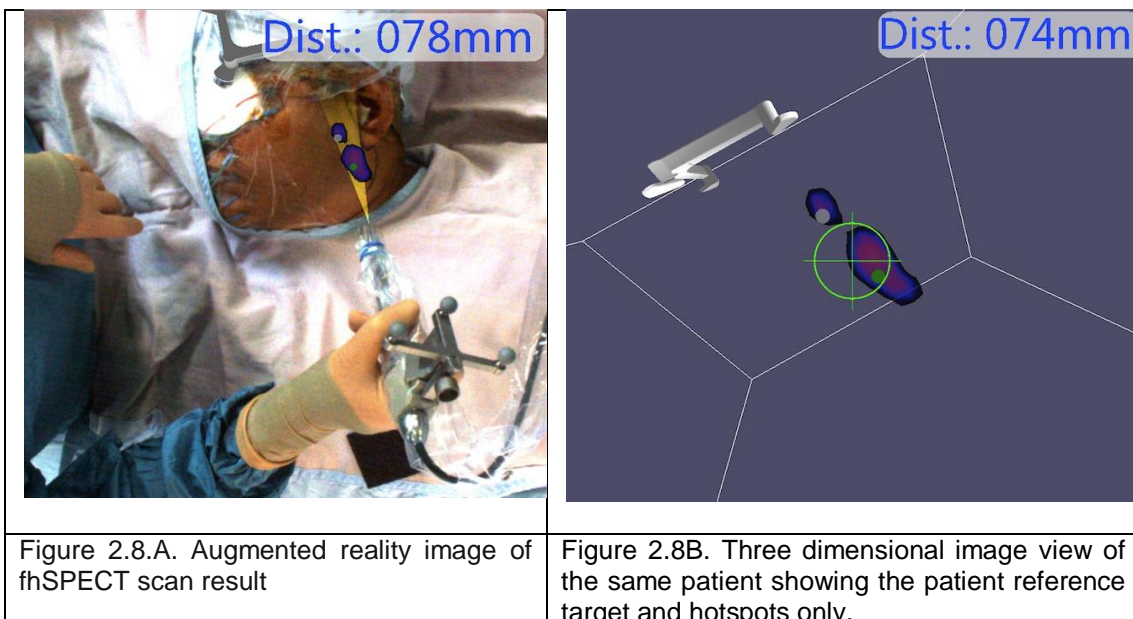 Dist.: 078mm
Dist.: 074mm
Figure 2.8.A. Augmented reality image of
fhSPECT scan result
Figure 2.8B. Three dimensional image view of
the same patient showing the patient reference
target and hotspots only.